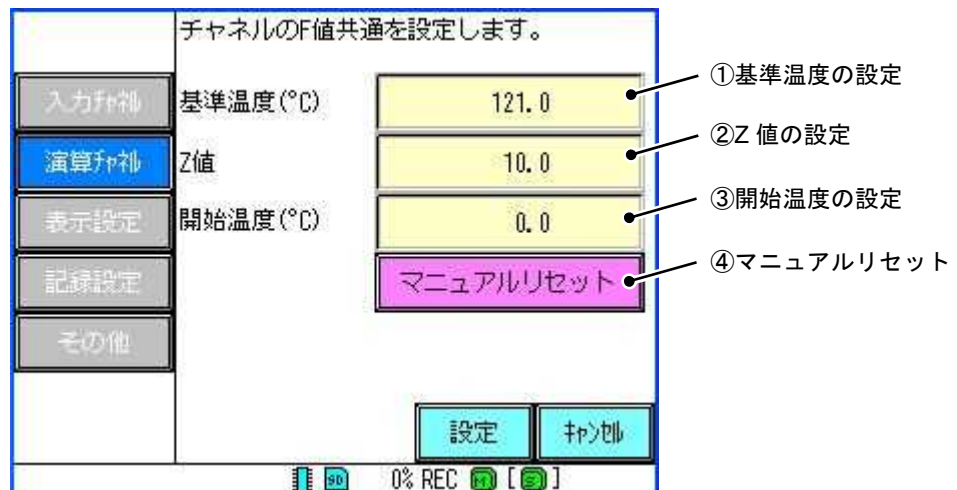 チャネルのF値共通を設定します。
入力ﾁｬﾈﾙ
基準温度(°C)
121.0
①基準温度の設定
演算ﾁｬﾈﾙ
Z値
10.0
②Z 値の設定
表示設定
開始温度(°C)
0.0
③開始温度の設定
記録設定
マニュアルリセット
④マニュアルリセット
その他
設定
ｷｬﾝｾﾙ
SD 0% REC M [S]